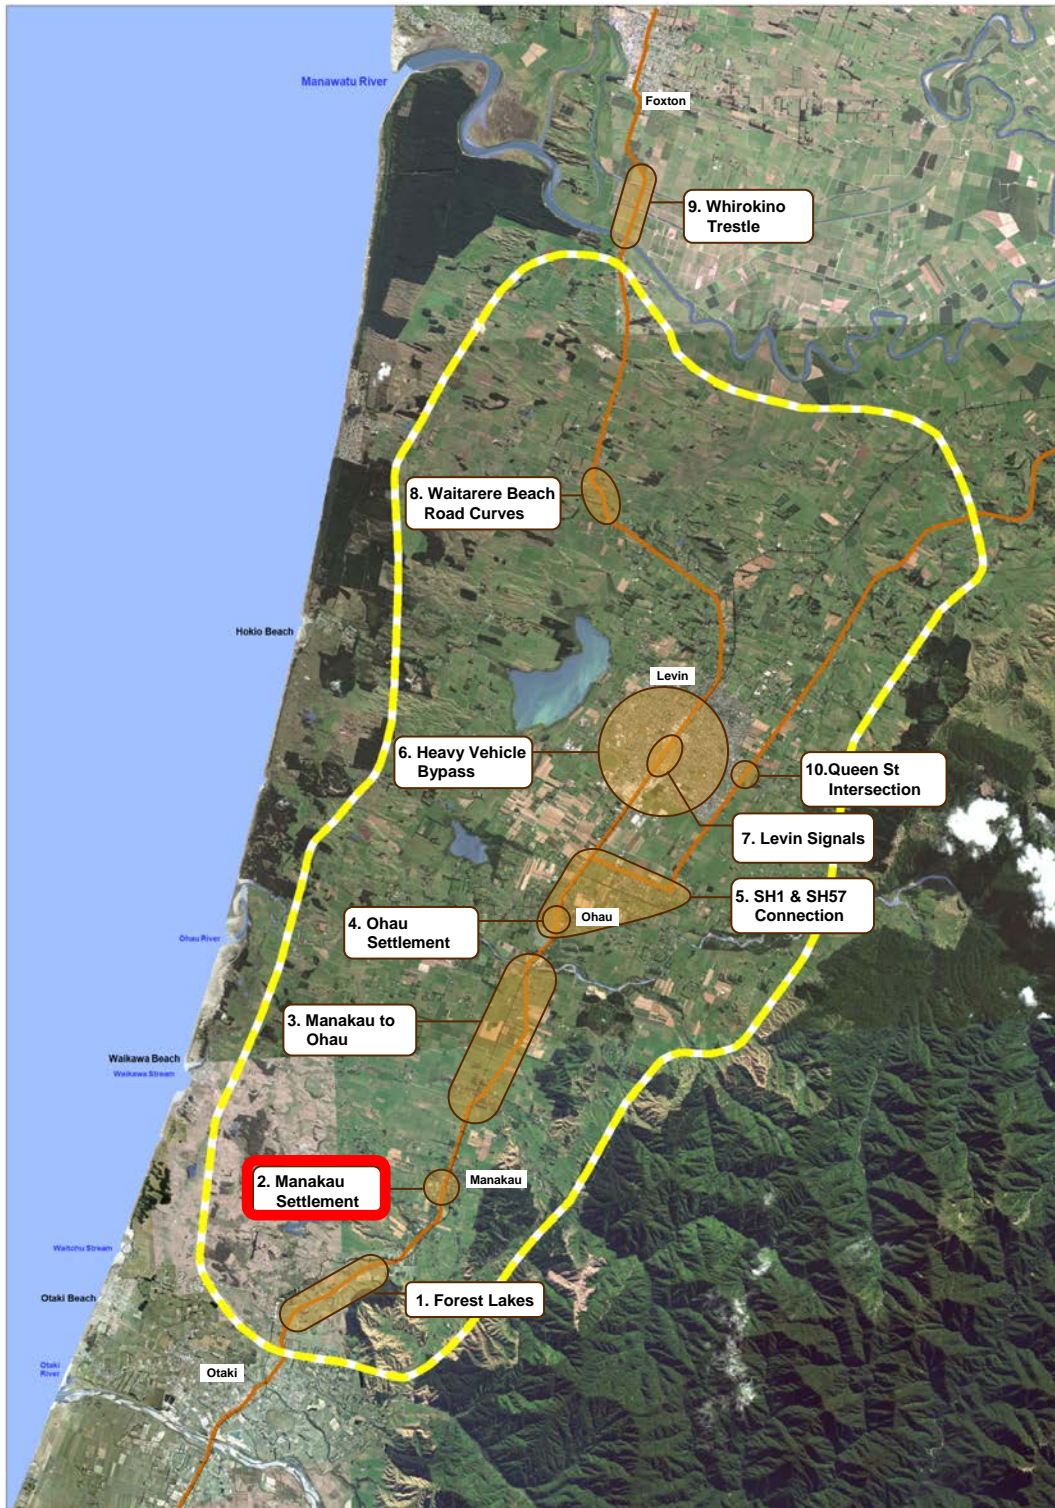 Manawatu River
Foxton
9. Whirokino
Trestle
8. Waitarere Beach
Road Curves
Hokio Beach
Levin
6. Heavy Vehicle
Bypass
10.Queen St
Intersection
7. Levin Signals
5. SH1 & SH57
Connection
4. Ohau
Settlement
Ohau
Ohau River
3. Manakau to
Ohau
Waikawa Beach
Waikawa Stream
2. Manakau
Settlement
Manakau
Waitohu Stream
Otaki Beach
1. Forest Lakes
Otaki
River
Otaki